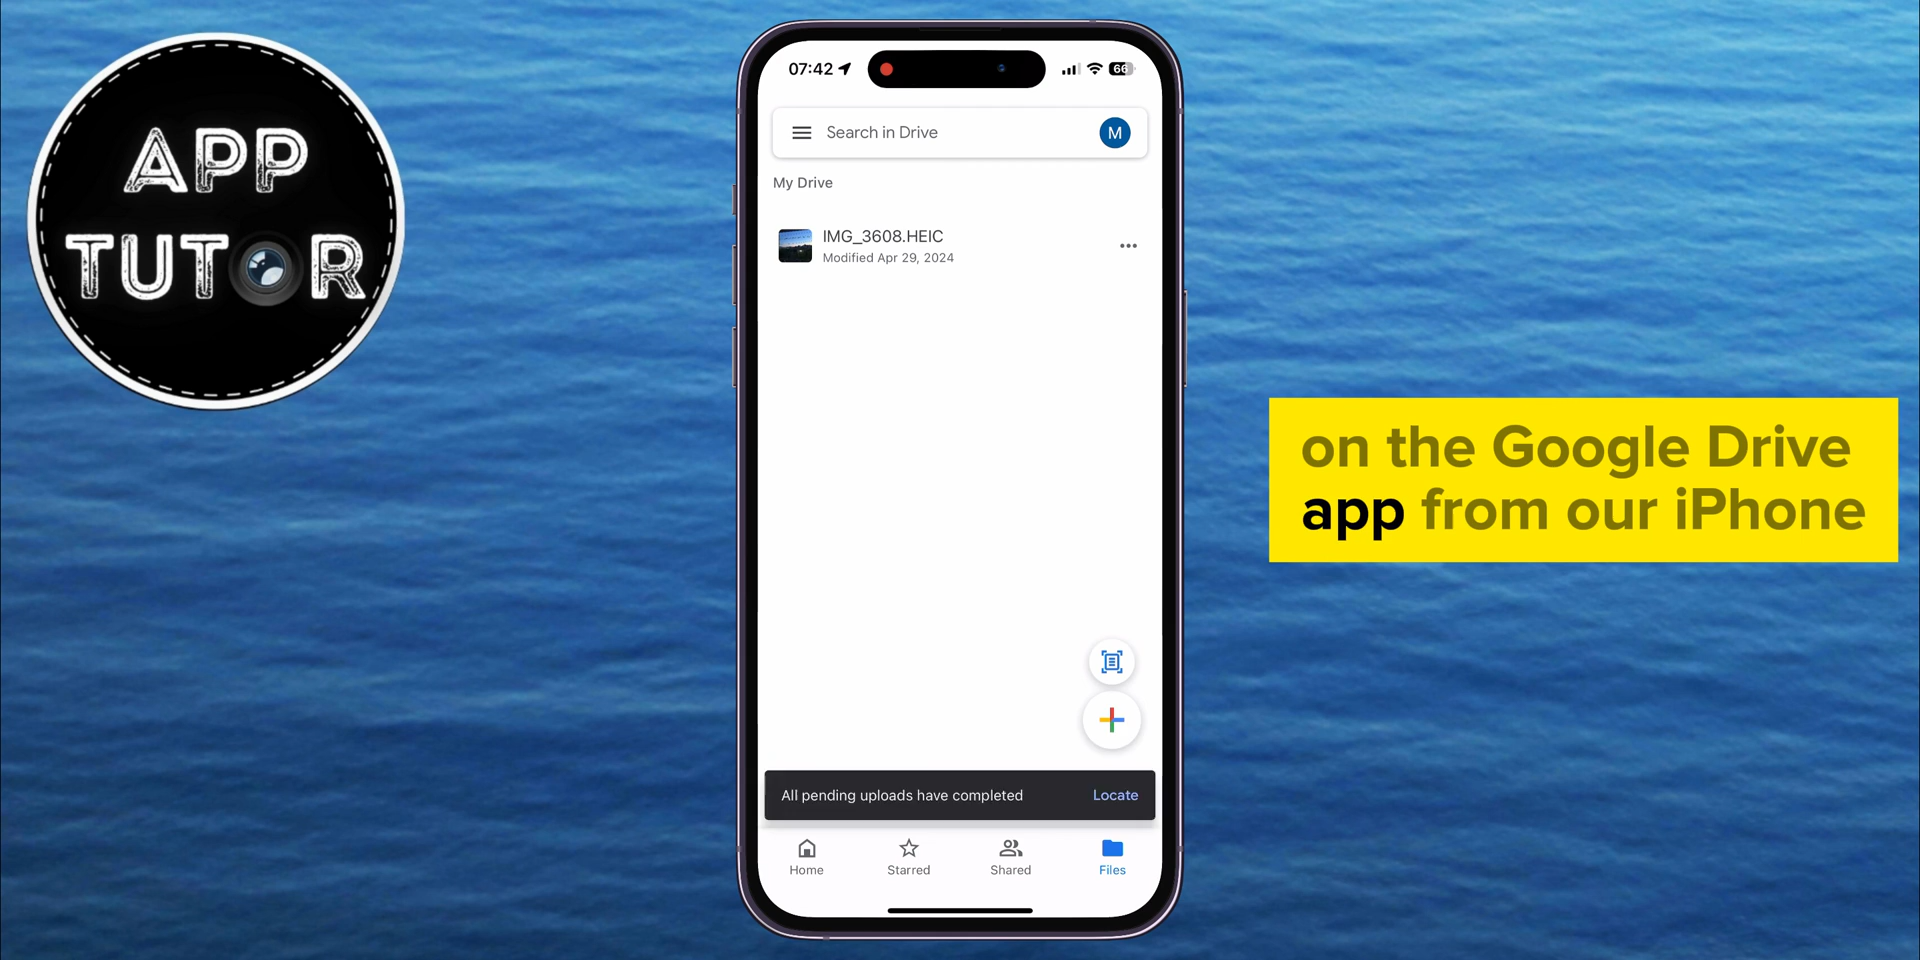 APP
TUTOR
07:42
66
Search in Drive
M
My Drive
IMG_3608.HEIC
Modified Apr 29, 2024
All pending uploads have completed
Locate
Home
Starred
Shared
Files
on the Google Drive
app from our iPhone